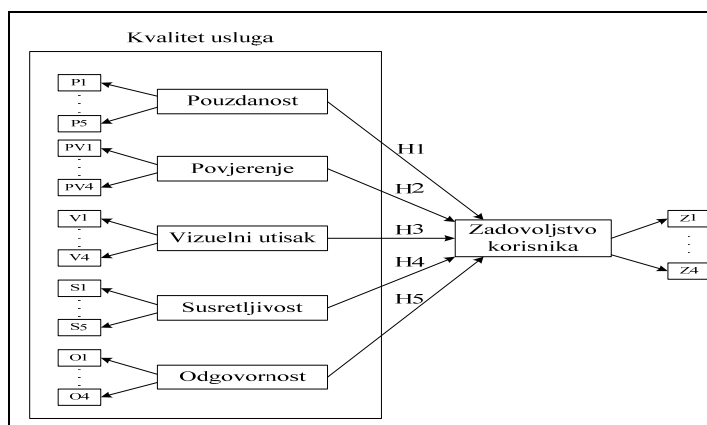 Kvalitet usluga
P1
P5
Pouzdanost
H1
PV1
PV4
Povjerenje
H2
V1
V4
Vizuelni utisak
H3
Zadovoljstvo
korisnika
Z1
Z4
S1
S5
Susretljivost
H4
O1
O4
Odgovornost
H5